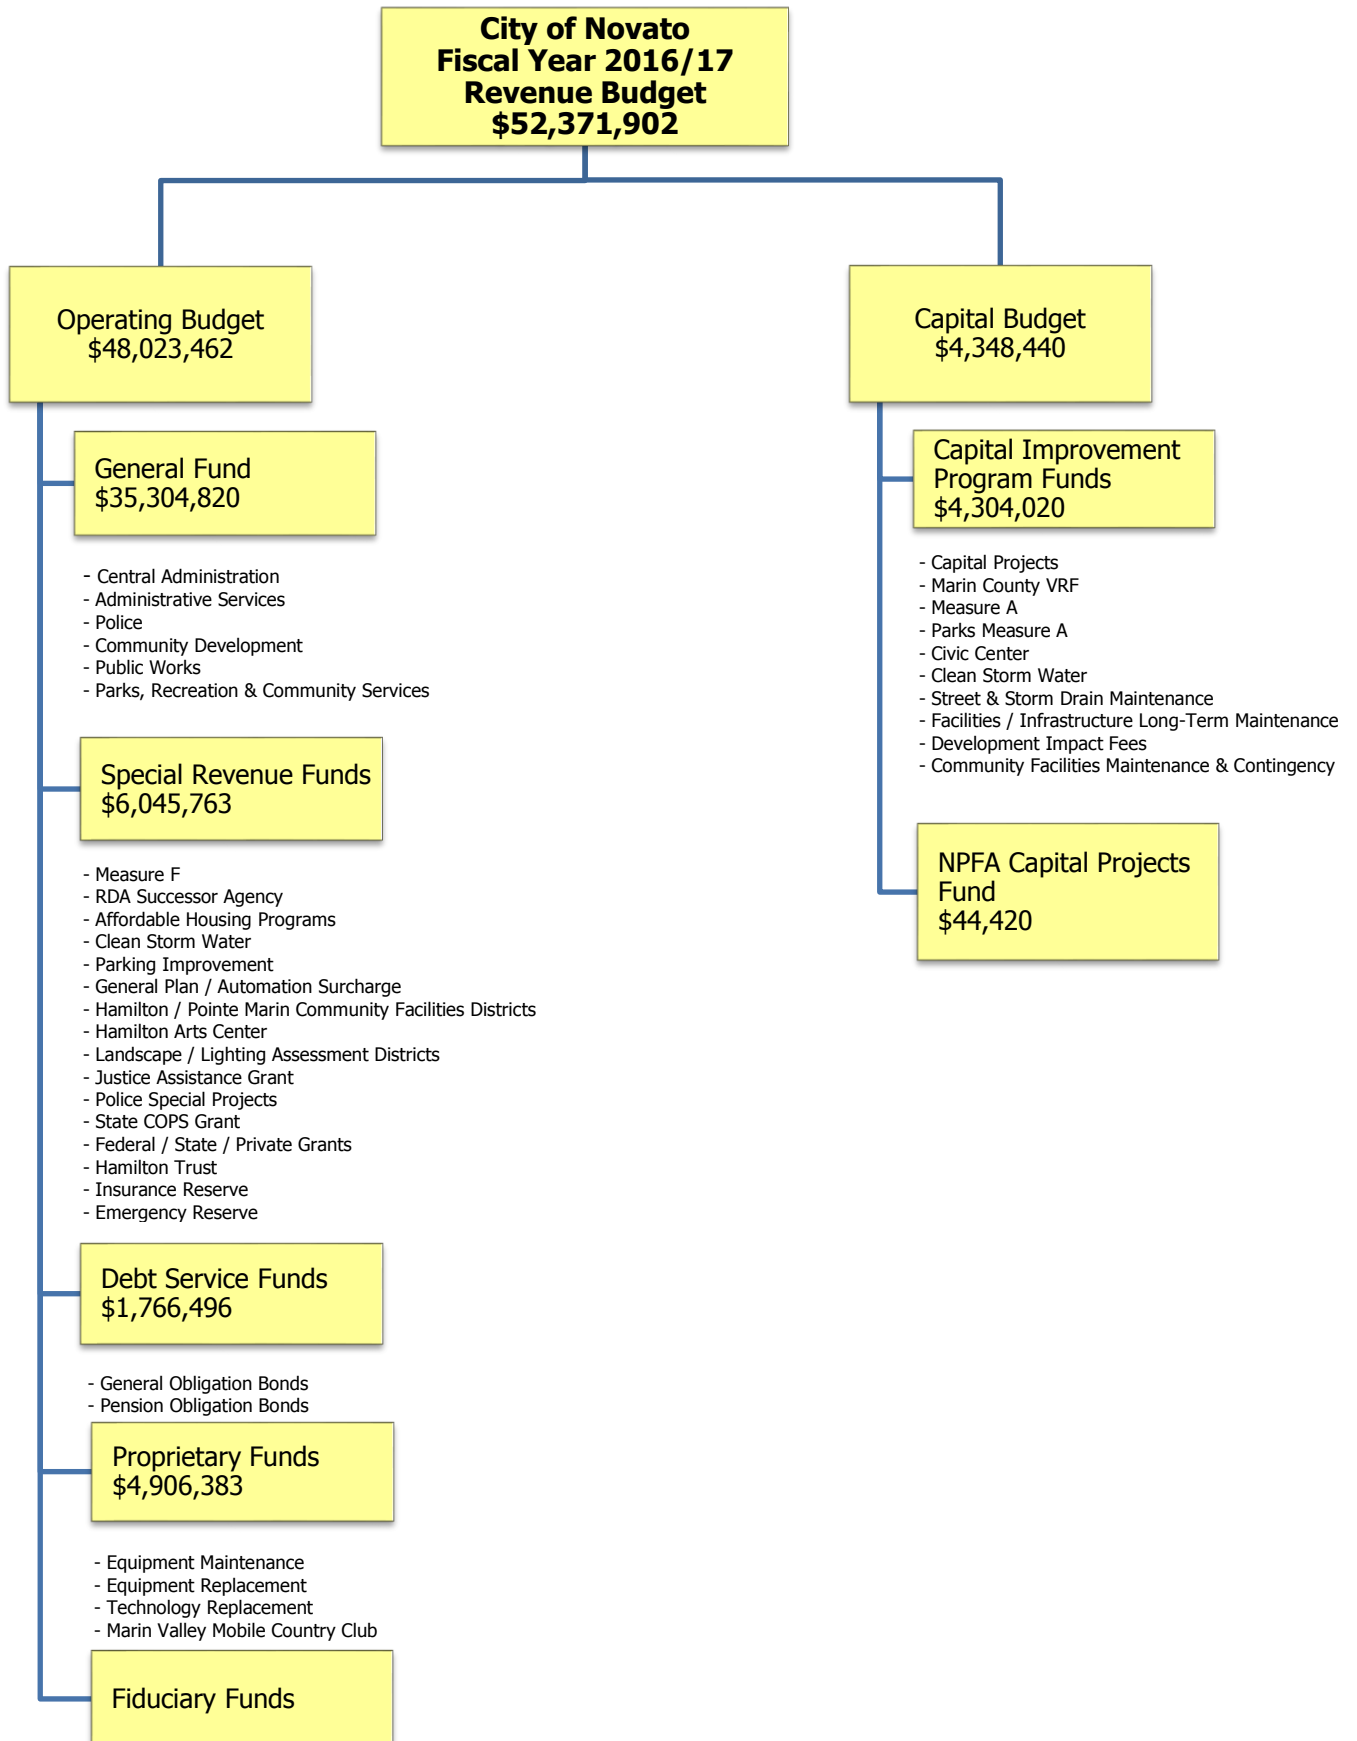 City of Novato
Fiscal Year 2016/17
Revenue Budget
$52,371,902
Operating Budget
$48,023,462
General Fund
$35,304,820
- Central Administration
- Administrative Services
- Police
- Community Development
- Public Works
- Parks, Recreation & Community Services
Special Revenue Funds
$6,045,763
- Measure F
- RDA Successor Agency
- Affordable Housing Programs
- Clean Storm Water
- Parking Improvement
- General Plan / Automation Surcharge
- Hamilton / Pointe Marin Community Facilities Districts
- Hamilton Arts Center
- Landscape / Lighting Assessment Districts
- Justice Assistance Grant
- Police Special Projects
- State COPS Grant
- Federal / State / Private Grants
- Hamilton Trust
- Insurance Reserve
- Emergency Reserve
Debt Service Funds
$1,766,496
- General Obligation Bonds
- Pension Obligation Bonds
Proprietary Funds
$4,906,383
- Equipment Maintenance
- Equipment Replacement
- Technology Replacement
- Marin Valley Mobile Country Club
Fiduciary Funds
Capital Budget
$4,348,440
Capital Improvement
Program Funds
$4,304,020
- Capital Projects
- Marin County VRF
- Measure A
- Parks Measure A
- Civic Center
- Clean Storm Water
- Street & Storm Drain Maintenance
- Facilities / Infrastructure Long-Term Maintenance
- Development Impact Fees
- Community Facilities Maintenance & Contingency
NPFA Capital Projects
Fund
$44,420